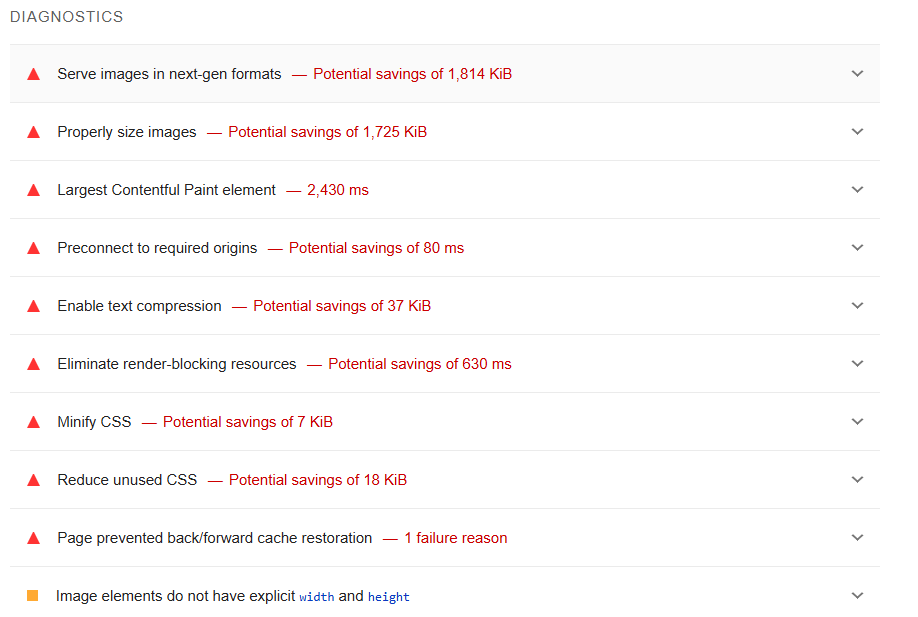 DIAGNOSTICS
Serve images in next-gen formats — Potential savings of 1,814 KiB
Properly size images — Potential savings of 1,725 KiB
Largest Contentful Paint element — 2,430 ms
Preconnect to required origins — Potential savings of 80 ms
Enable text compression — Potential savings of 37 KiB
Eliminate render-blocking resources — Potential savings of 630 ms
Minify CSS — Potential savings of 7 KiB
Reduce unused CSS — Potential savings of 18 KiB
Page prevented back/forward cache restoration — 1 failure reason
Image elements do not have explicit width and height